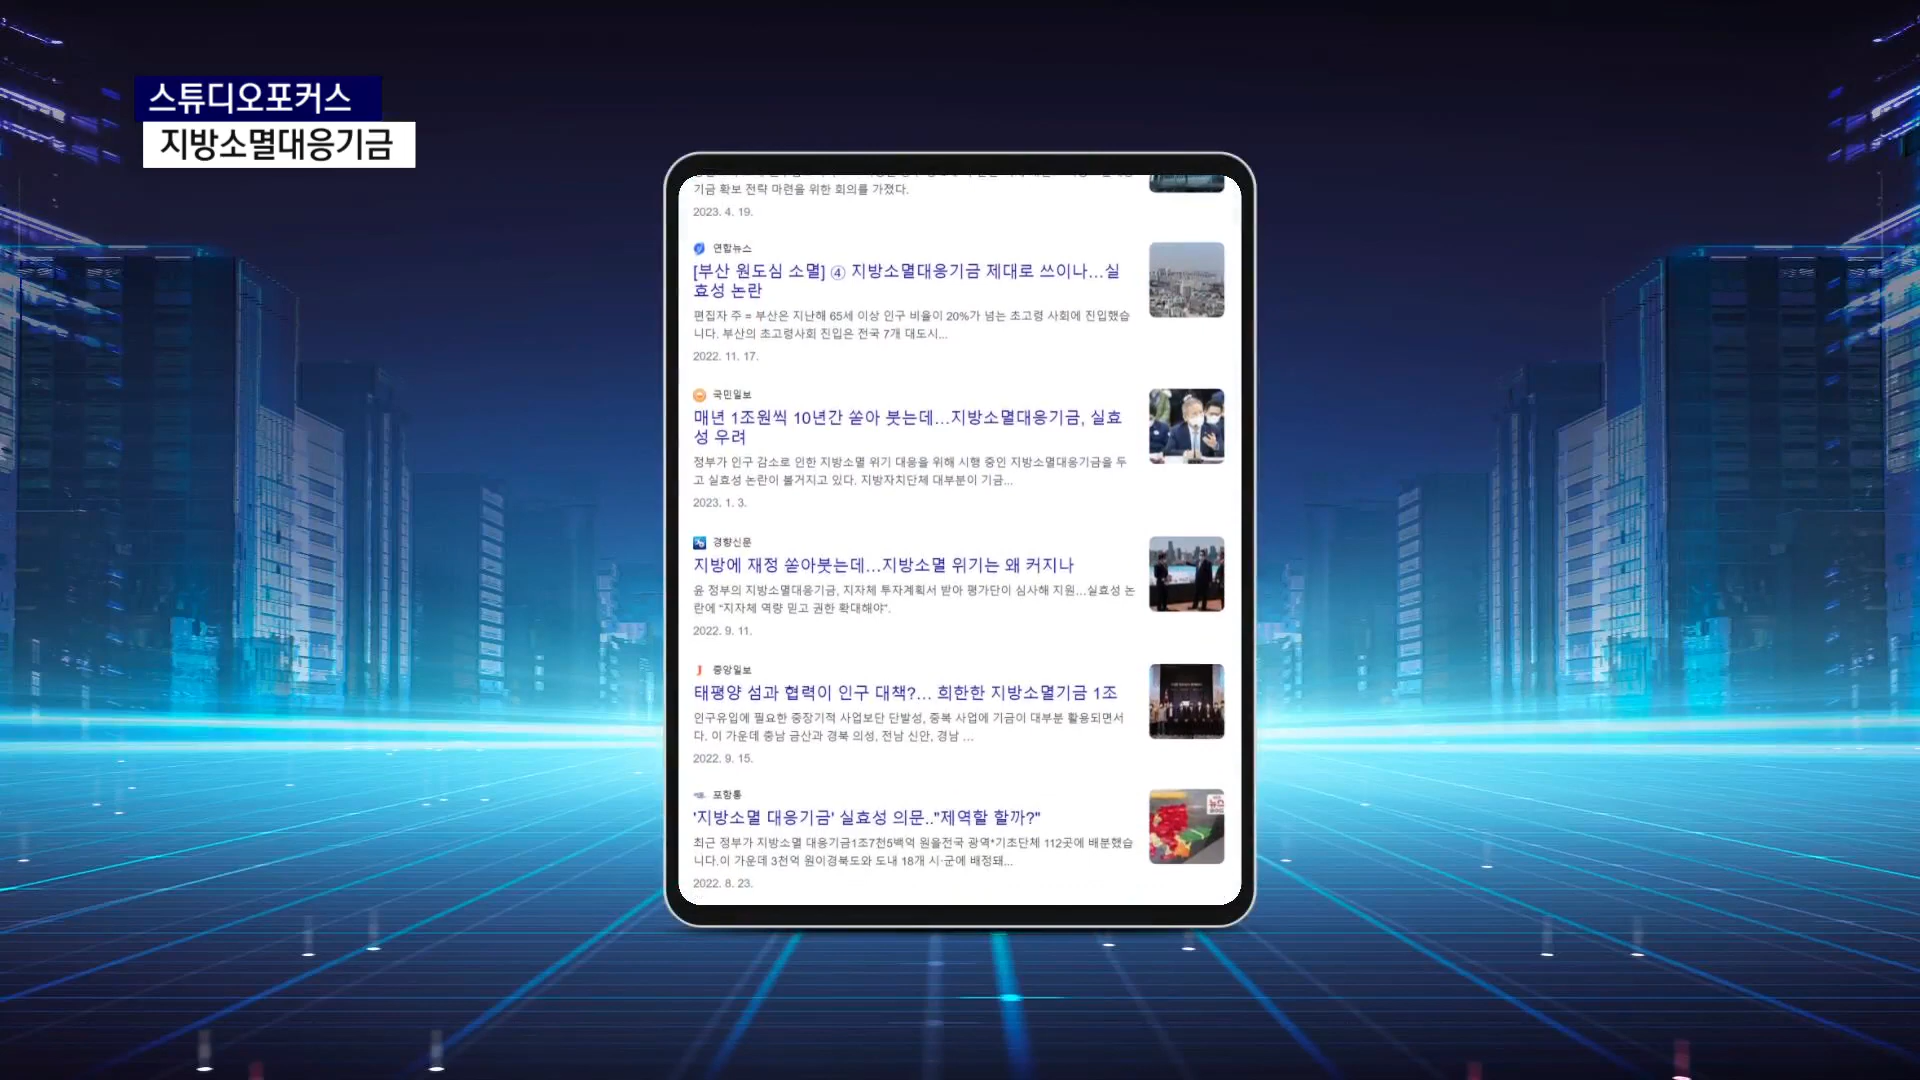 스튜디오포커스
지방소멸대응기금
기금 확보 전략 마련을 위한 회의를 가졌다.
2023. 4. 19.
연합뉴스
[부산 원도심 소멸] ④ 지방소멸대응기금 제대로 쓰이나...실
효성 논란
편집자 주 = 부산은 지난해 65세 이상 인구 비율이 20%가 넘는 초고령 사회에 진입했습
니다. 부산의 초고령사회 진입은 전국 7개 대도시...
2022. 11. 17.
국민일보
매년 1조원씩 10년간 쏟아 붓는데...지방소멸대응기금, 실효
성 우려
정부가 인구 감소로 인한 지방소멸 위기 대응을 위해 시행 중인 지방소멸대응기금을 두
고 실효성 논란이 불거지고 있다. 지방자치단체 대부분이 기금...
2023. 1. 3.
경향신문
지방에 재정 쏟아붓는데...지방소멸 위기는 왜 커지나
윤 정부의 지방소멸대응기금, 지자체 투자계획서 받아 평가단이 심사해 지원...실효성 논
란에 “지자체 역량 믿고 권한 확대해야”.
2022. 9. 11.
중앙일보
태평양 섬과 협력이 인구 대책?... 희한한 지방소멸기금 1조
인구유입에 필요한 중장기적 사업보단 단발성, 중복 사업에 기금이 대부분 활용되면서
다. 이 가운데 충남 금산과 경북 의성, 전남 신안, 경남 ...
2022. 9. 15.
포항통
'지방소멸 대응기금' 실효성 의문.."제역할 할까?"
최근 정부가 지방소멸 대응기금1조7천5백억 원을전국 광역*기초단체 112곳에 배분했습
니다.이 가운데 3천억 원이경북도와 도내 18개 시·군에 배정돼...
2022. 8. 23.